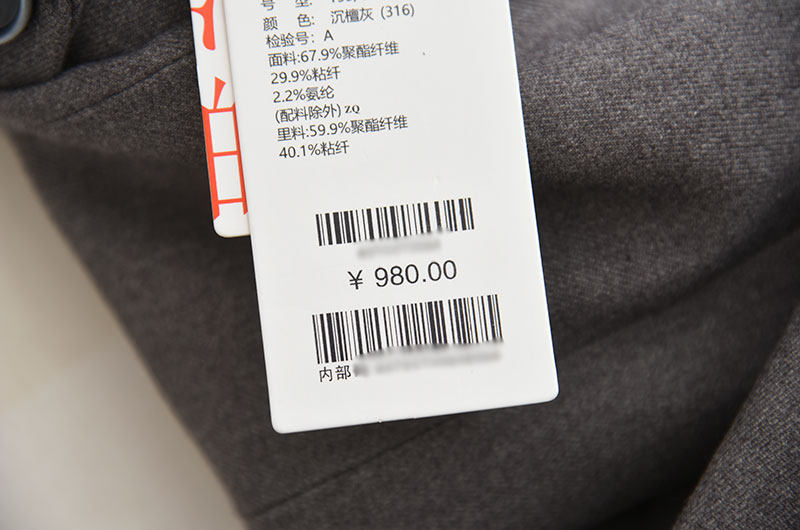 颜 色: 沉檀灰 (316)
检验号: A
面料:67.9%聚酯纤维
29.9%粘纤
2.2%氨纶
(配料除外) ZQ
里料:59.9%聚酯纤维
40.1%粘纤
¥ 980.00
内部